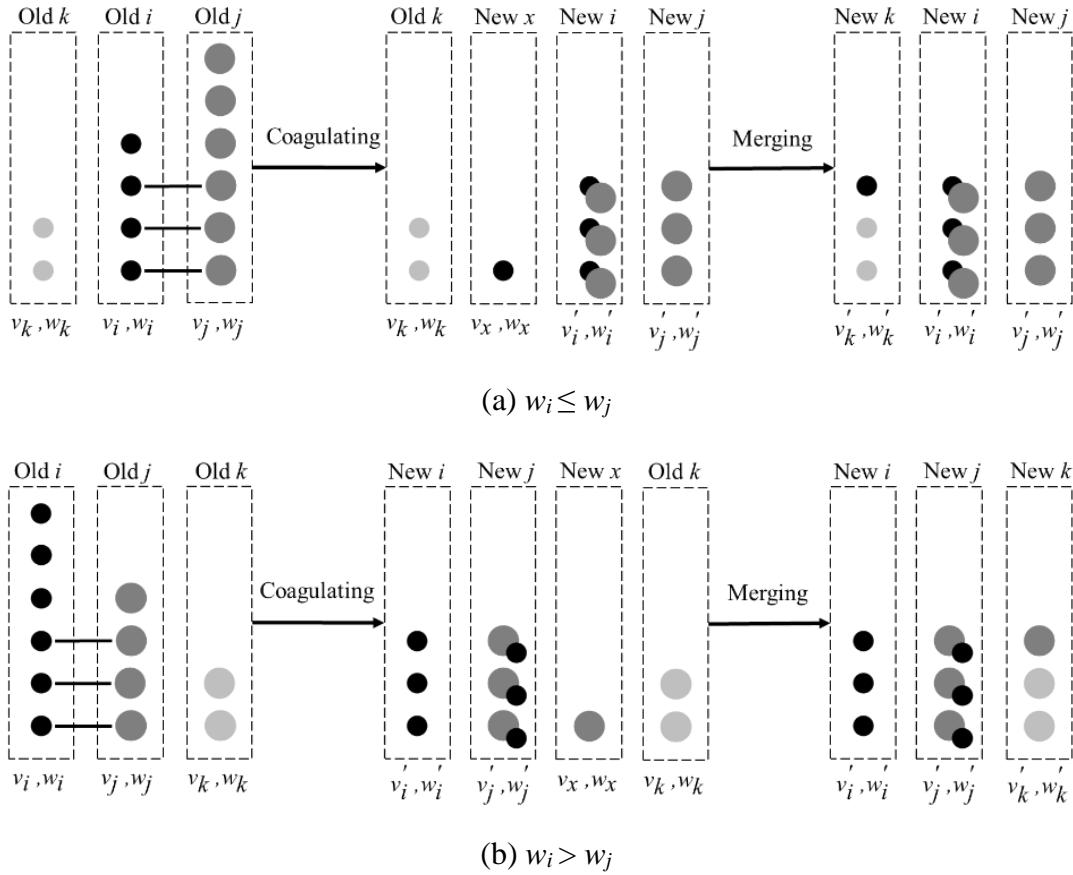 Old k Old i Old j Old k New x New i New j New k New i New j
Coagulating Merging
v_k ,w_k v_i ,w_i v_j ,w_j v_k ,w_k v_x ,w_x v_i' ,w_i' v_j' ,w_j' v_k' ,w_k' v_i' ,w_i' v_j' ,w_j'
(a) w_i ≤ w_j
Old i Old j Old k New i New j New x Old k New i New j New k
Coagulating Merging
v_i ,w_i v_j ,w_j v_k ,w_k v_i' ,w_i' v_j' ,w_j' v_x ,w_x v_k ,w_k v_i' ,w_i' v_j' ,w_j' v_k' ,w_k'
(b) w_i > w_j